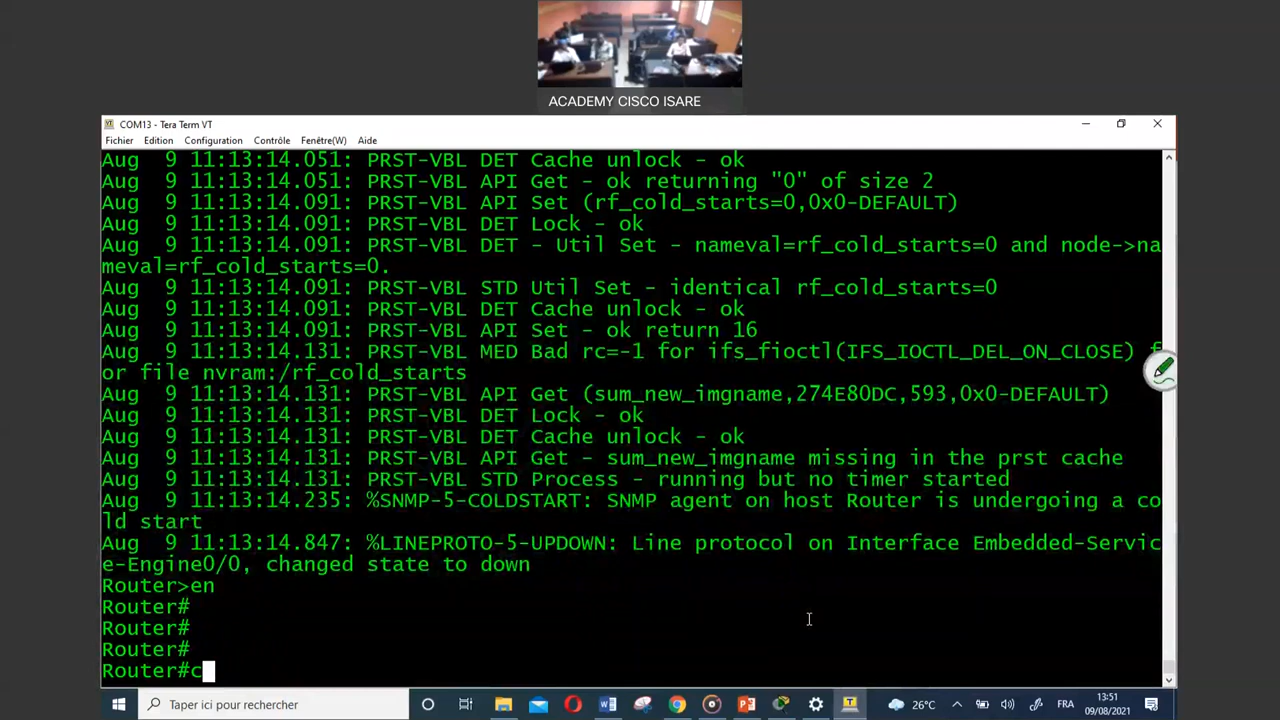 ACADEMY CISCO ISARE
COM13 - Tera Term VT
Fichier Edition Configuration Contrôle Fenêtre(W) Aide
Aug  9 11:13:14.051: PRST-VBL DET Cache unlock - ok
Aug  9 11:13:14.051: PRST-VBL API Get - ok returning "0" of size 2
Aug  9 11:13:14.091: PRST-VBL API Set (rf_cold_starts=0,0x0-DEFAULT)
Aug  9 11:13:14.091: PRST-VBL DET Lock - ok
Aug  9 11:13:14.091: PRST-VBL DET - Util Set - nameval=rf_cold_starts=0 and node->na
meval=rf_cold_starts=0.
Aug  9 11:13:14.091: PRST-VBL STD Util Set - identical rf_cold_starts=0
Aug  9 11:13:14.091: PRST-VBL DET Cache unlock - ok
Aug  9 11:13:14.091: PRST-VBL API Set - ok return 16
Aug  9 11:13:14.131: PRST-VBL MED Bad rc=-1 for ifs_fioctl(IFS_IOCTL_DEL_ON_CLOSE) f
or file nvram:/rf_cold_starts
Aug  9 11:13:14.131: PRST-VBL API Get (sum_new_imgname,274E80DC,593,0x0-DEFAULT)
Aug  9 11:13:14.131: PRST-VBL DET Lock - ok
Aug  9 11:13:14.131: PRST-VBL DET Cache unlock - ok
Aug  9 11:13:14.131: PRST-VBL API Get - sum_new_imgname missing in the prst cache
Aug  9 11:13:14.131: PRST-VBL STD Process - running but no timer started
Aug  9 11:13:14.235: %SNMP-5-COLDSTART: SNMP agent on host Router is undergoing a co
ld start
Aug  9 11:13:14.847: %LINEPROTO-5-UPDOWN: Line protocol on Interface Embedded-Servic
e-Engine0/0, changed state to down
Router>en
Router#
Router#
Router#
Router#c
Taper ici pour rechercher
26°C
FRA
13:51
09/08/2021